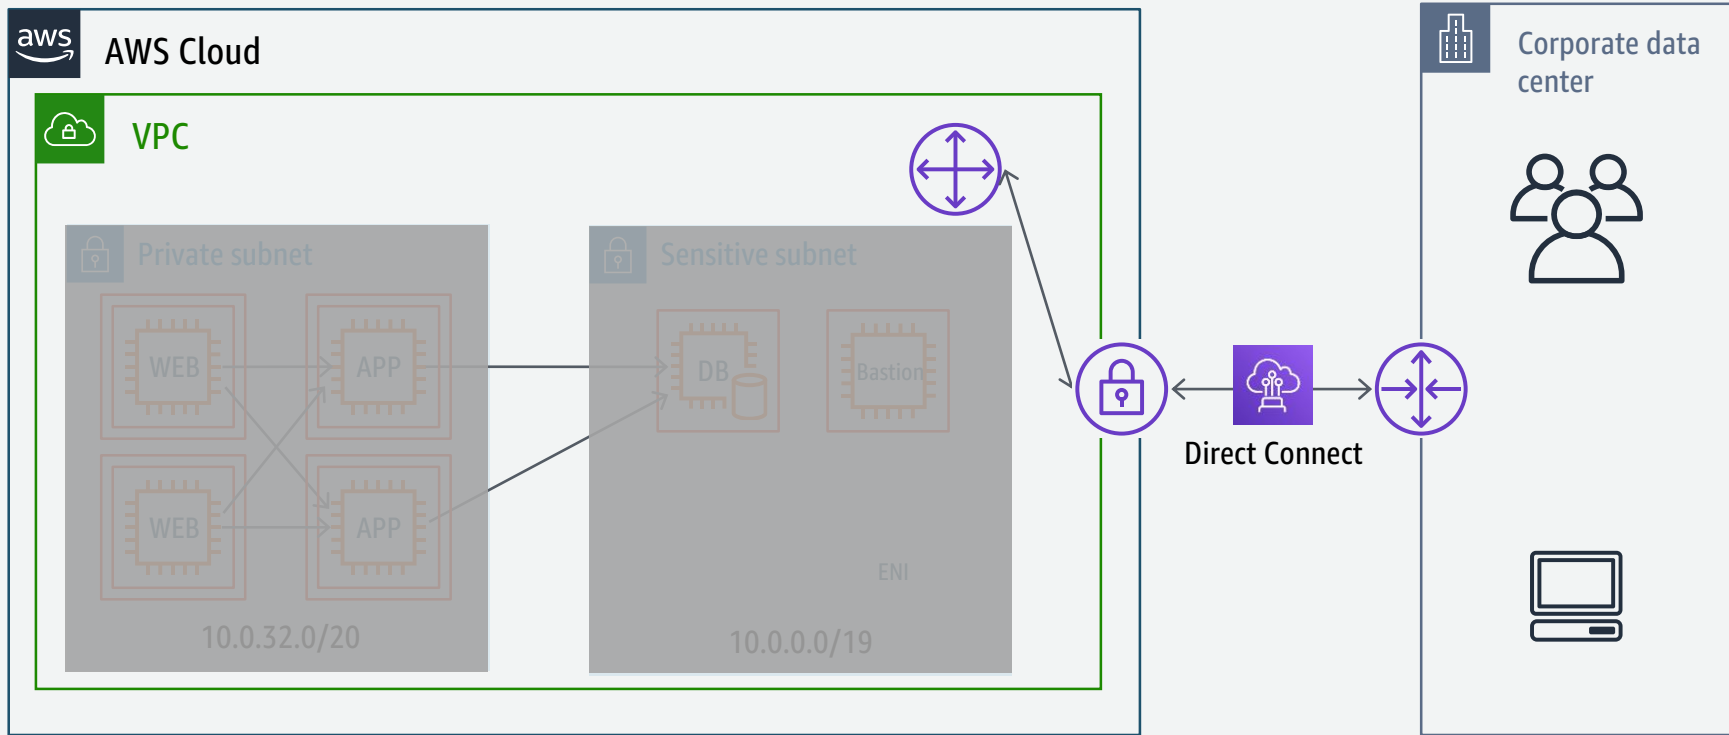 aws
AWS Cloud
Corporate data
center
VPC
Private subnet
Sensitive subnet
WEB
APP
DB
Bastion
Direct Connect
WEB
APP
ENI
10.0.32.0/20
10.0.0.0/19